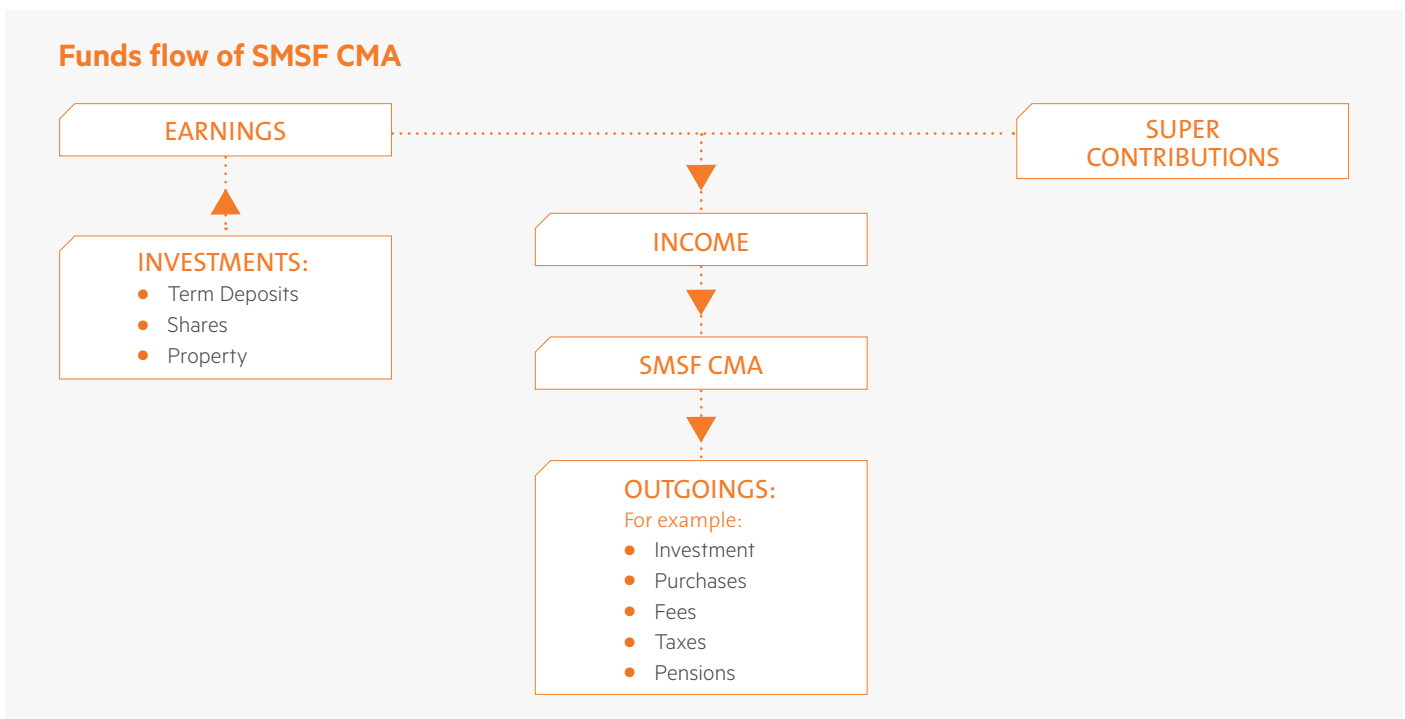 Funds flow of SMSF CMA
EARNINGS
SUPER
CONTRIBUTIONS
INVESTMENTS:
Term Deposits
Shares
Property
INCOME
SMSF CMA
OUTGOINGS:
For example:
Investment
Purchases
Fees
Taxes
Pensions